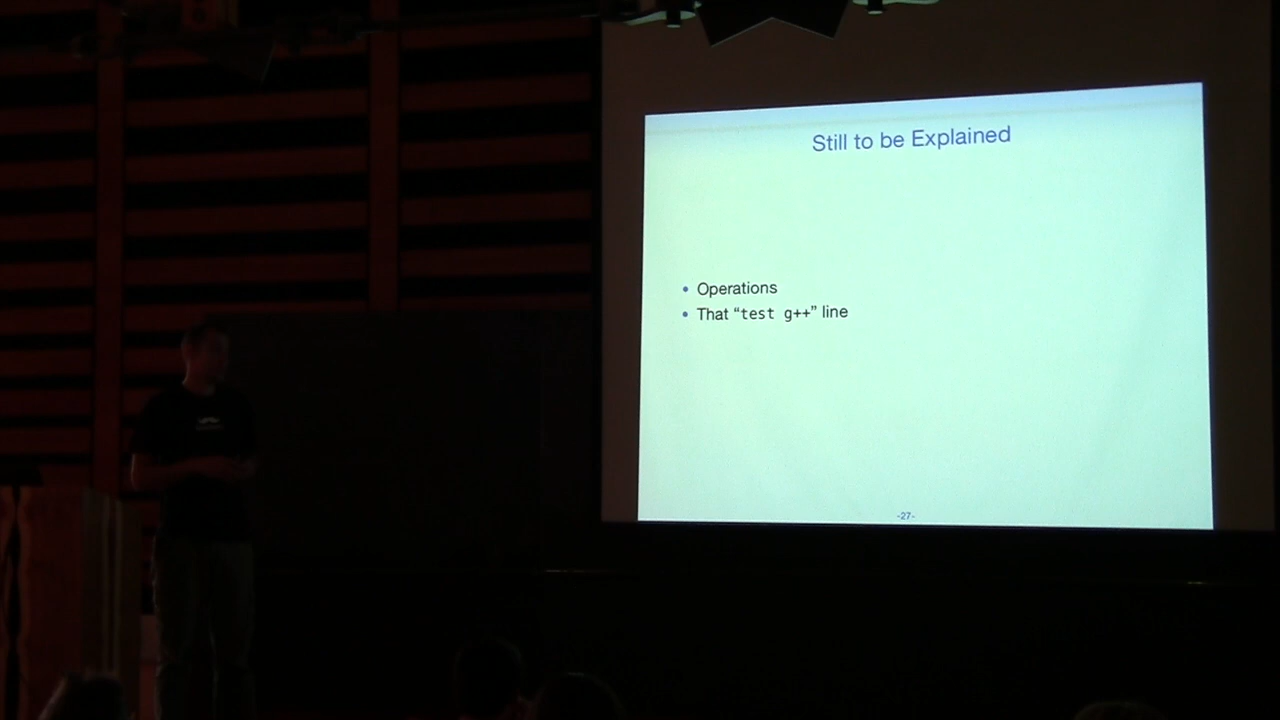 Still to be Explained
• Operations
• That “test g++” line
-27-